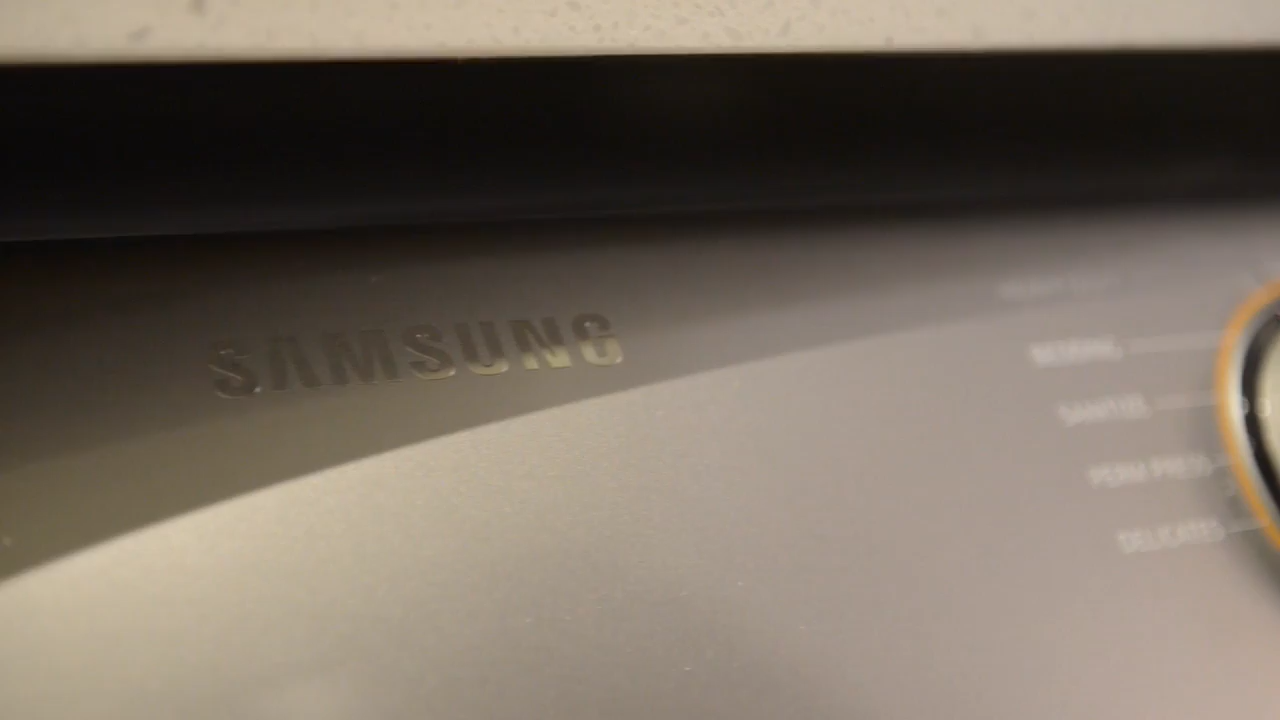 SAMSUNG
BEDDING
SANITIZE
PERM PRESS
DELICATES